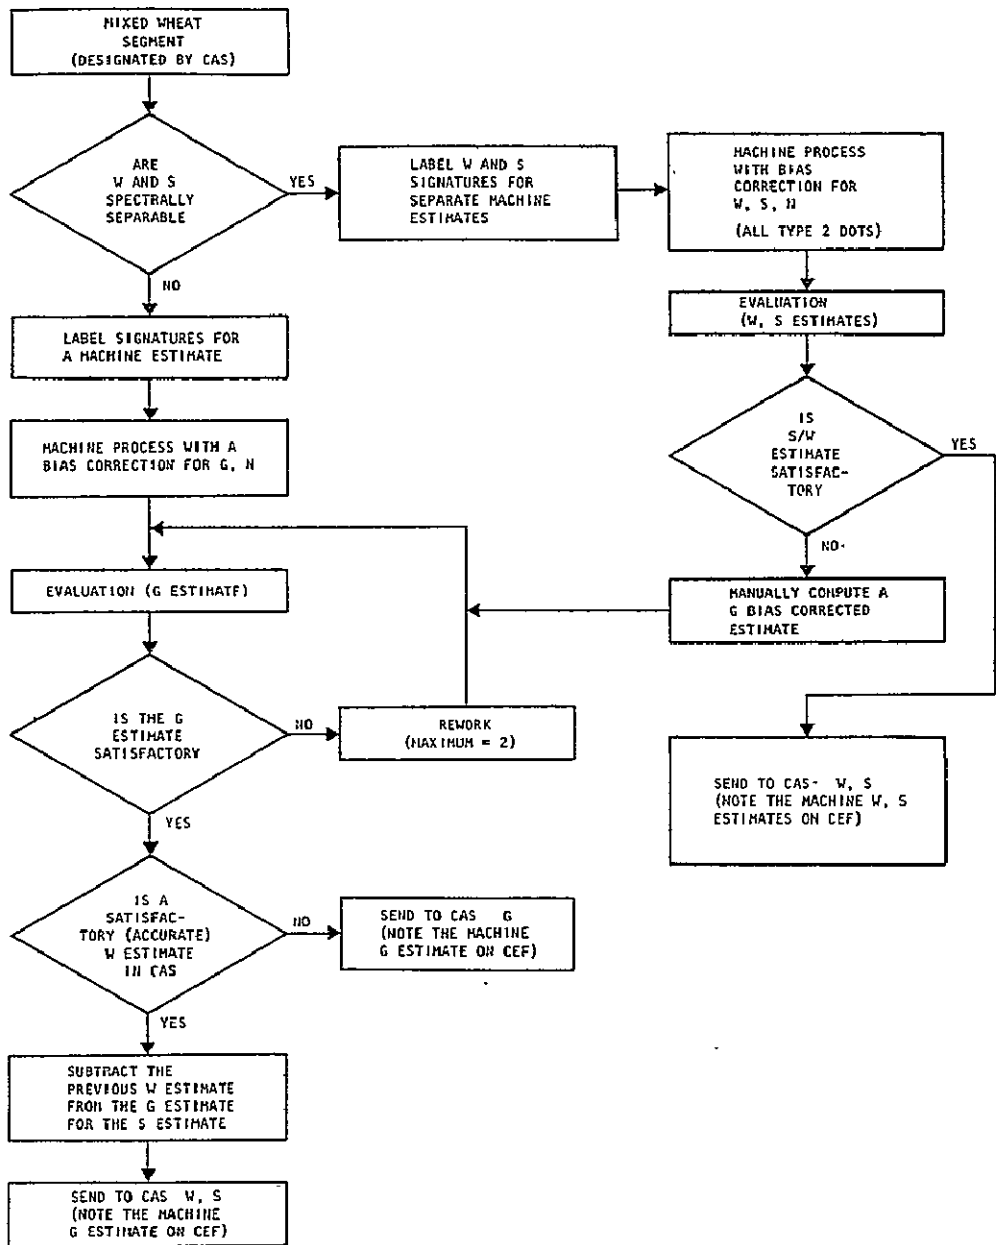 MIXED WHEAT
SEGMENT
(DESIGNATED BY CAS)
ARE
W AND S
SPECTRALLY
SEPARABLE
YES
LABEL W AND S
SIGNATURES FOR
SEPARATE MACHINE
ESTIMATES
MACHINE PROCESS
WITH BIAS
CORRECTION FOR
W, S, N
(ALL TYPE 2 DOTS)
NO
EVALUATION
(W, S ESTIMATES)
LABEL SIGNATURES FOR
A MACHINE ESTIMATE
IS
S/W
ESTIMATE
SATISFAC-
TORY
YES
MACHINE PROCESS WITH A
BIAS CORRECTION FOR G, N
NO
EVALUATION (G ESTIMATE)
MANUALLY COMPUTE A
G BIAS CORRECTED
ESTIMATE
IS THE G
ESTIMATE
SATISFACTORY
NO
REWORK
(MAXIMUM = 2)
SEND TO CAS- W, S
(NOTE THE MACHINE W, S
ESTIMATES ON CEF)
YES
IS A
SATISFAC-
TORY (ACCURATE)
W ESTIMATE
IN CAS
NO
SEND TO CAS G
(NOTE THE MACHINE
G ESTIMATE ON CEF)
YES
SUBTRACT THE
PREVIOUS W ESTIMATE
FROM THE G ESTIMATE
FOR THE S ESTIMATE
SEND TO CAS W, S
(NOTE THE MACHINE
G ESTIMATE ON CEF)